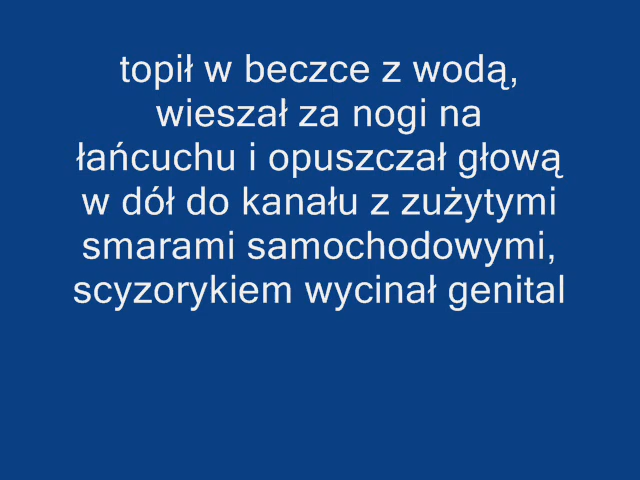 topił w beczce z wodą,
wieszał za nogi na
łańcuchu i opuszczał głową
w dół do kanału z zużytymi
smarami samochodowymi,
scyzorykiem wycinał genital